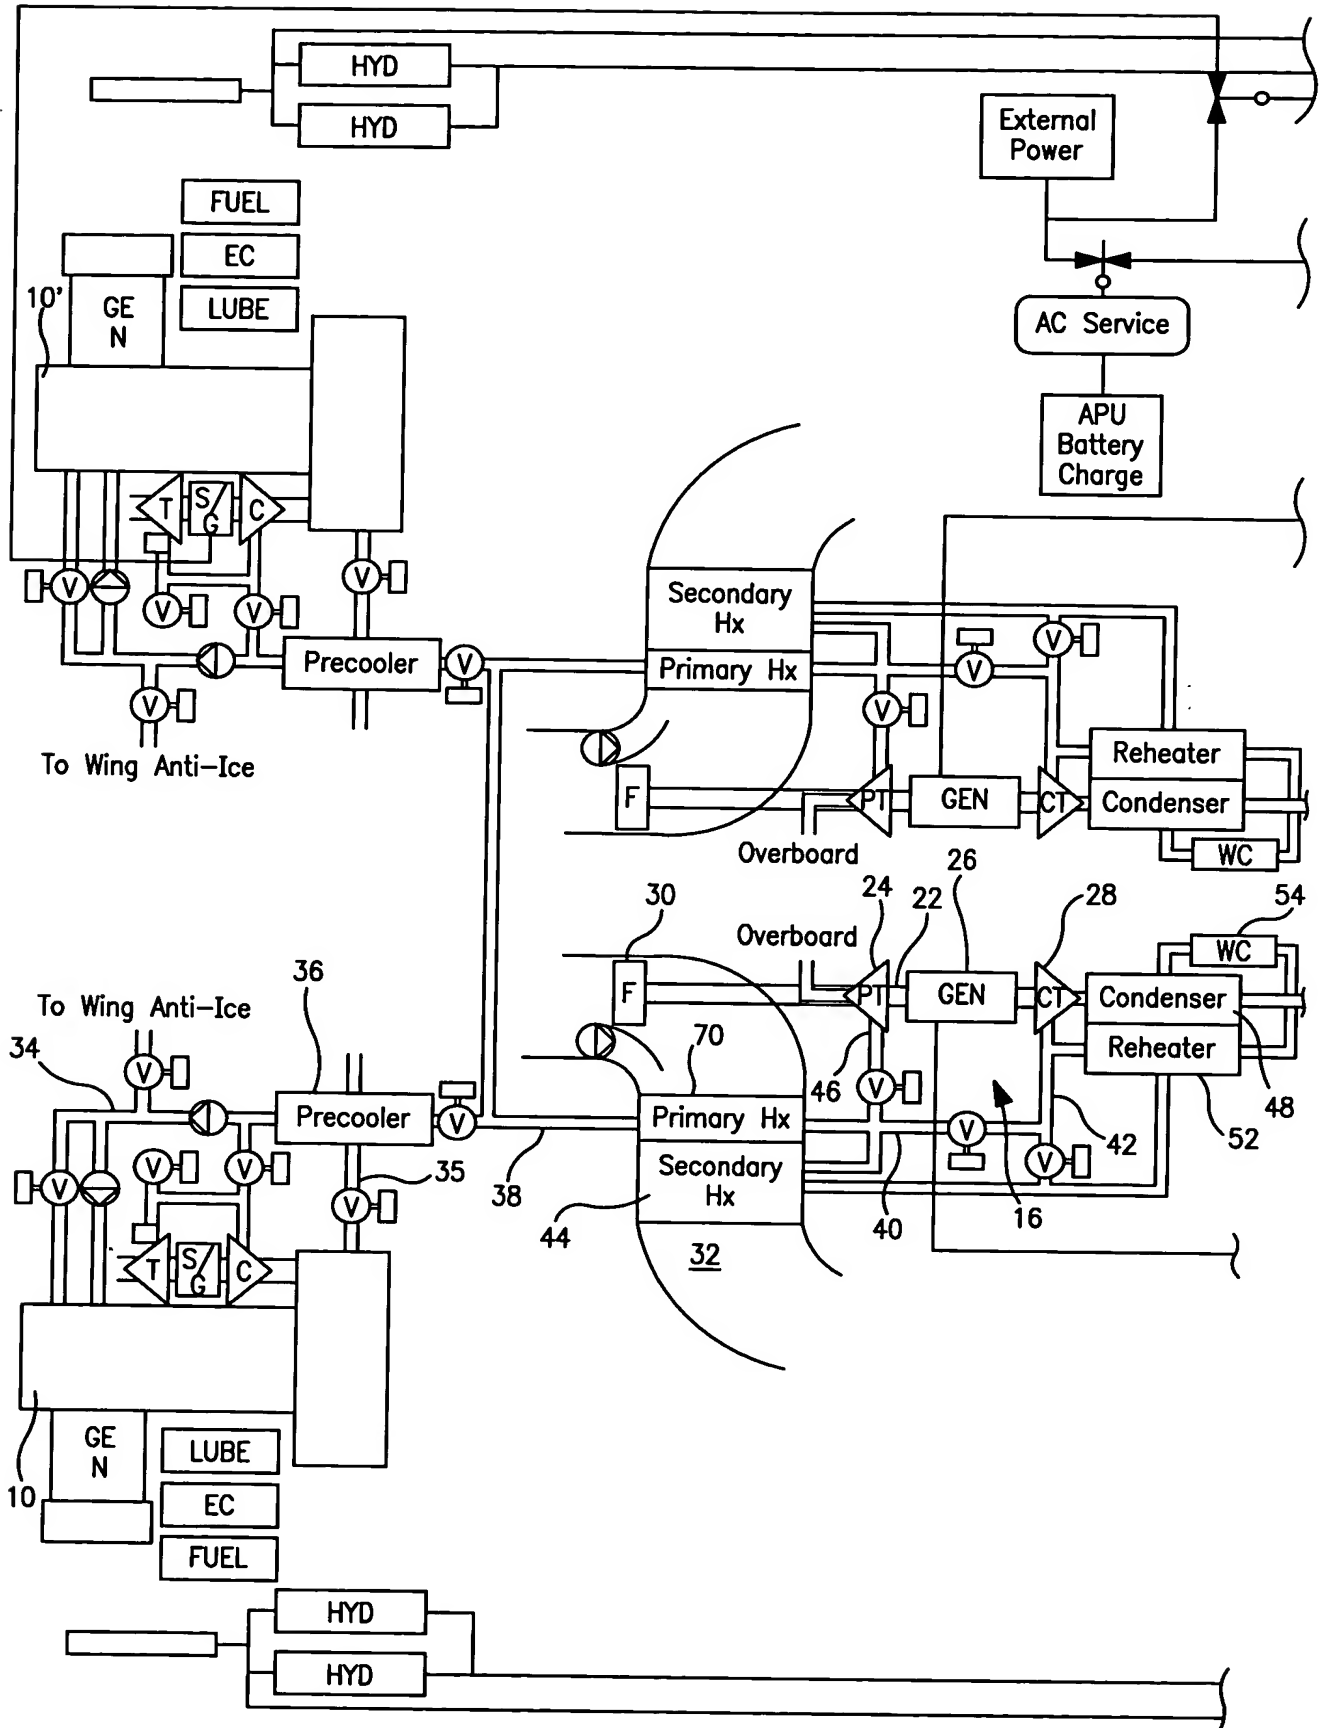 HYD
HYD
External
Power
FUEL
EC
LUBE
10'
GE
N
AC Service
APU
Battery
Charge
T
S/
G
C
V
V
V
V
Secondary
Hx
Precooler
V
Primary Hx
V
V
V
V
To Wing Anti-Ice
Reheater
F
PT
GEN
CT
Condenser
Overboard
WC
26
24
22
28
54
30
Overboard
WC
36
To Wing Anti-Ice
F
PT
GEN
CT
Condenser
34
70
46
Reheater
V
V
Precooler
V
Primary Hx
V
48
42
52
V
V
V
35
V
38
Secondary
Hx
V
44
40
16
32
T
S/
G
C
10
GE
N
LUBE
EC
FUEL
HYD
HYD